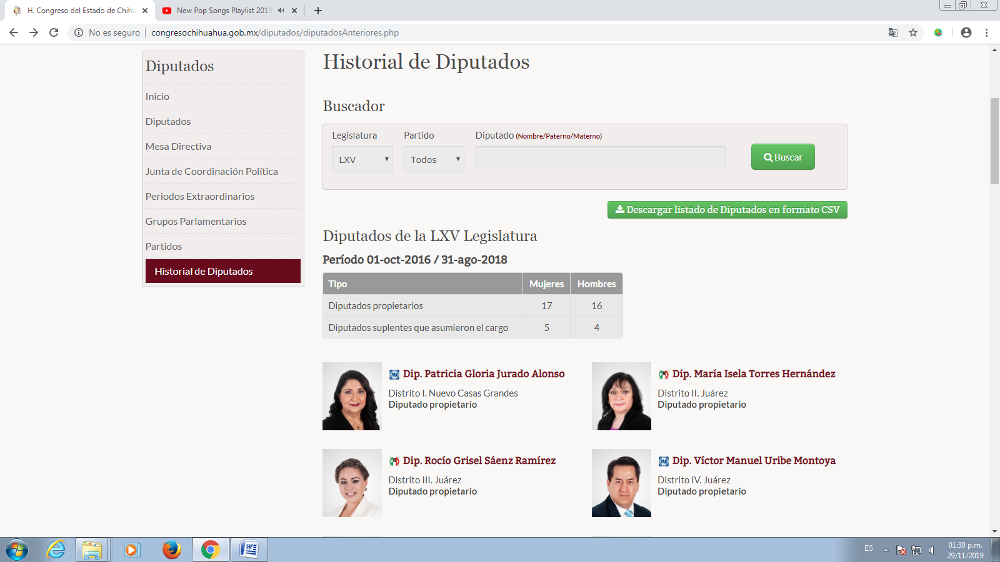 H. Congreso del Estado de Chihu
New Pop Songs Playlist 2019
No es seguro
congresochihuahua.gob.mx/diputados/diputadosAnteriores.php
Diputados
Inicio
Diputados
Mesa Directiva
Junta de Coordinación Política
Periodos Extraordinarios
Grupos Parlamentarios
Partidos
Historial de Diputados
Historial de Diputados
Buscador
Legislatura Partido Diputado (Nombre/Paterno/Materno)
LXV Todos Buscar
Descargar listado de Diputados en formato CSV
Diputados de la LXV Legislatura
Período 01-oct-2016 / 31-ago-2018
Tipo Mujeres Hombres
Diputados propietarios 17 16
Diputados suplentes que asumieron el cargo 5 4
PAN Dip. Patricia Gloria Jurado Alonso
Distrito I. Nuevo Casas Grandes
Diputado propietario
PRI Dip. María Isela Torres Hernández
Distrito II. Juárez
Diputado propietario
PRI Dip. Rocío Grisel Sáenz Ramírez
Distrito III. Juárez
Diputado propietario
PAN Dip. Víctor Manuel Uribe Montoya
Distrito IV. Juárez
Diputado propietario
ES
01:30 p.m.
29/11/2019